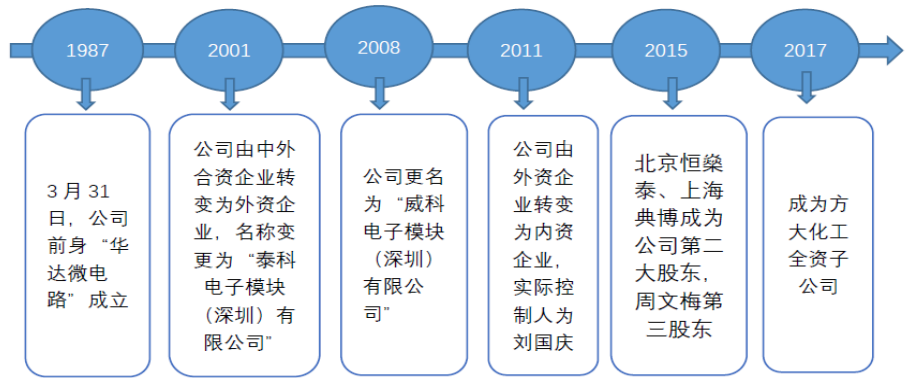 1987
2001
2008
2011
2015
2017
3月31
日，公司
前身“华
达微电
路”成立
公司由中外
合资企业转
变为外资企
业，名称变
更为“泰科
电子模块
（深圳）有
限公司”
公司更名
为“威科
电子模块
（深圳）
有限公
司”
公司由
外资企
业转变
为内资
企业，
实际控
制人为
刘国庆
北京恒燊
泰、上海
典博成为
公司第二
大股东，
周文梅第
三股东
成为方
大化工
全资子
公司